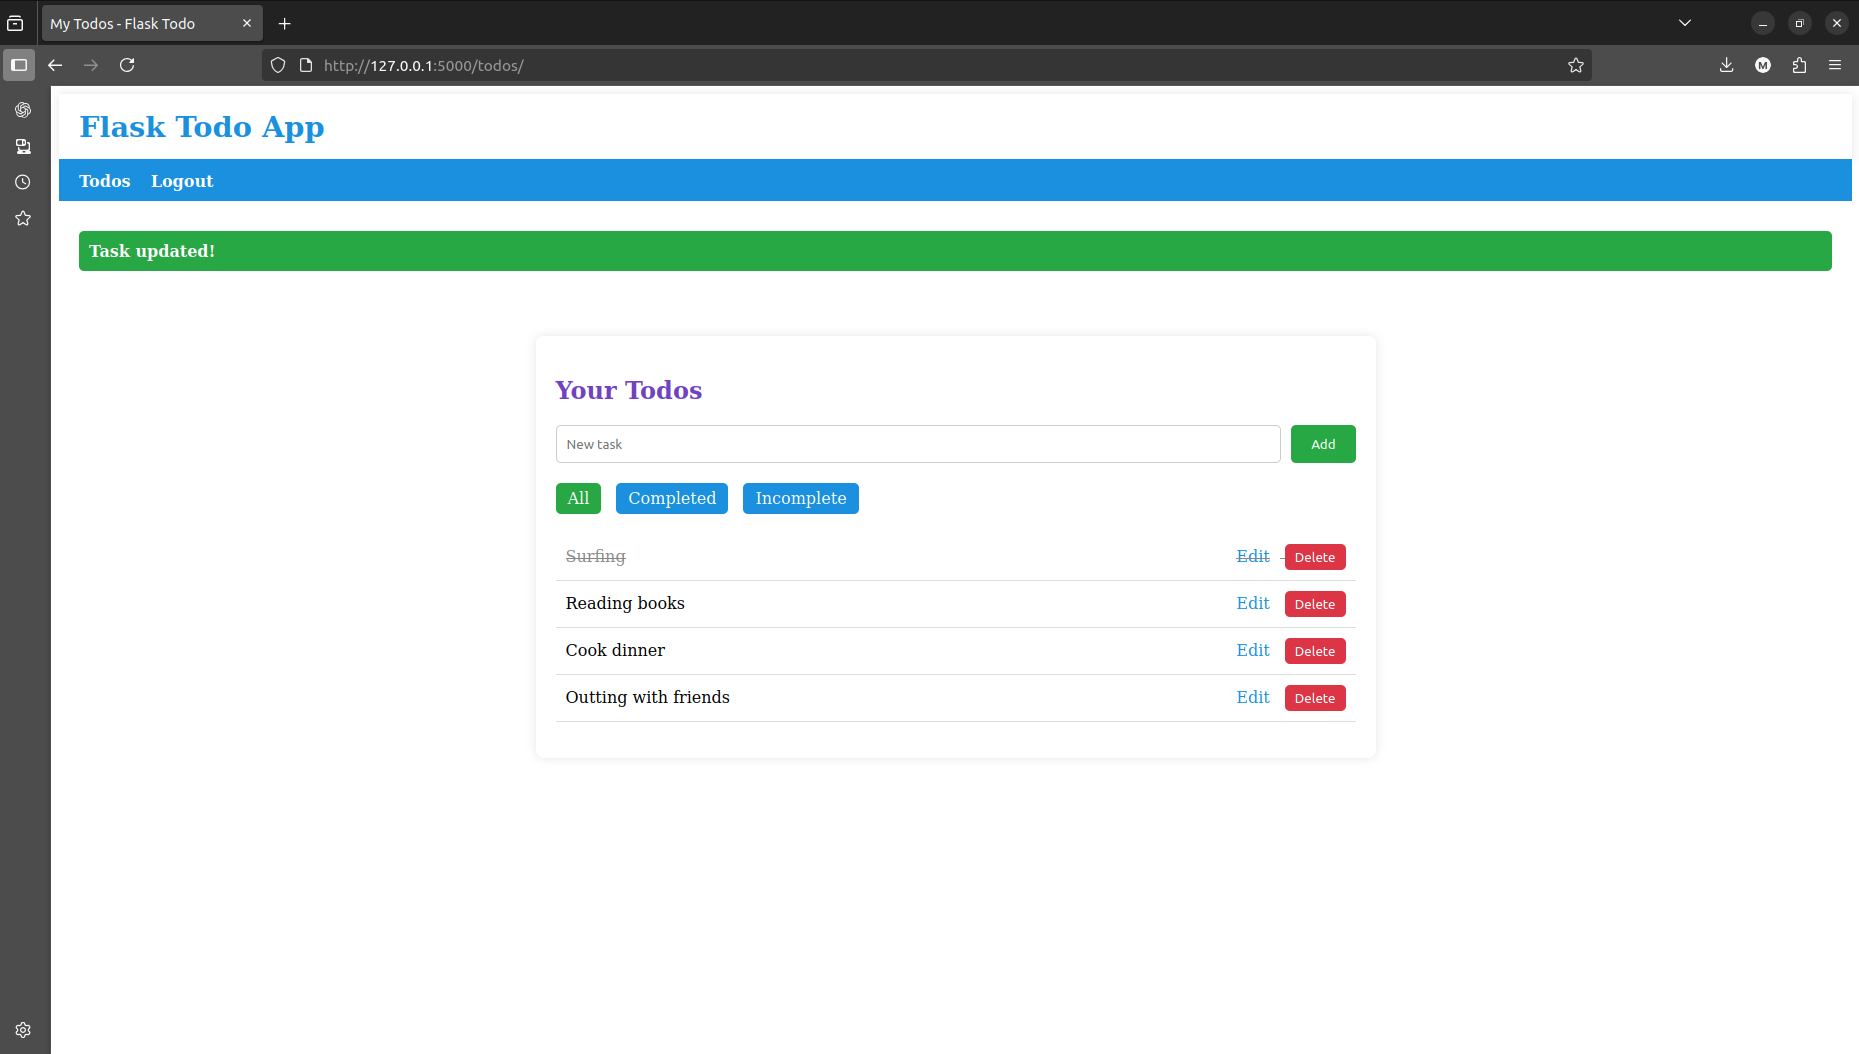 My Todos - Flask Todo
http://127.0.0.1:5000/todos/
M
Flask Todo App
Todos Logout
Task updated!
Your Todos
New task Add
All Completed Incomplete
Surfing Edit Delete
Reading books Edit Delete
Cook dinner Edit Delete
Outting with friends Edit Delete